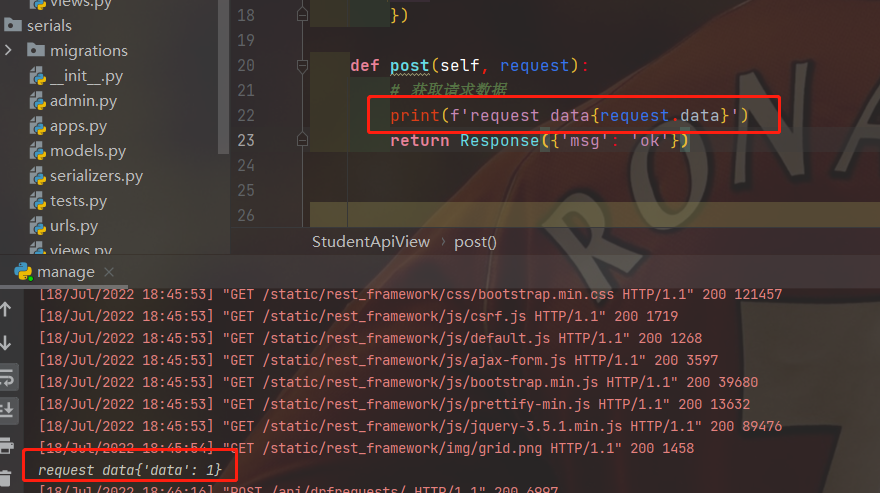 views.py
serials
migrations
__init__.py
admin.py
apps.py
models.py
serializers.py
tests.py
urls.py
views.py
18 })
19
20 def post(self, request):
21 # 获取请求数据
22 print(f'request data{request.data}')
23 return Response({'msg': 'ok'})
24
25
26
StudentApiView › post()
RONA
manage
[18/Jul/2022 18:45:53] "GET /static/rest_framework/css/bootstrap.min.css HTTP/1.1" 200 121457
[18/Jul/2022 18:45:53] "GET /static/rest_framework/js/csrf.js HTTP/1.1" 200 1719
[18/Jul/2022 18:45:53] "GET /static/rest_framework/js/default.js HTTP/1.1" 200 1268
[18/Jul/2022 18:45:53] "GET /static/rest_framework/js/ajax-form.js HTTP/1.1" 200 3597
[18/Jul/2022 18:45:53] "GET /static/rest_framework/js/bootstrap.min.js HTTP/1.1" 200 39680
[18/Jul/2022 18:45:53] "GET /static/rest_framework/js/prettify-min.js HTTP/1.1" 200 13632
[18/Jul/2022 18:45:53] "GET /static/rest_framework/js/jquery-3.5.1.min.js HTTP/1.1" 200 89476
[18/Jul/2022 18:45:54] "GET /static/rest_framework/img/grid.png HTTP/1.1" 200 1458
request data{'data': 1}
[18/Jul/2022 18:46:16] "POST /api/drfrequests/ HTTP/1.1" 200 6997